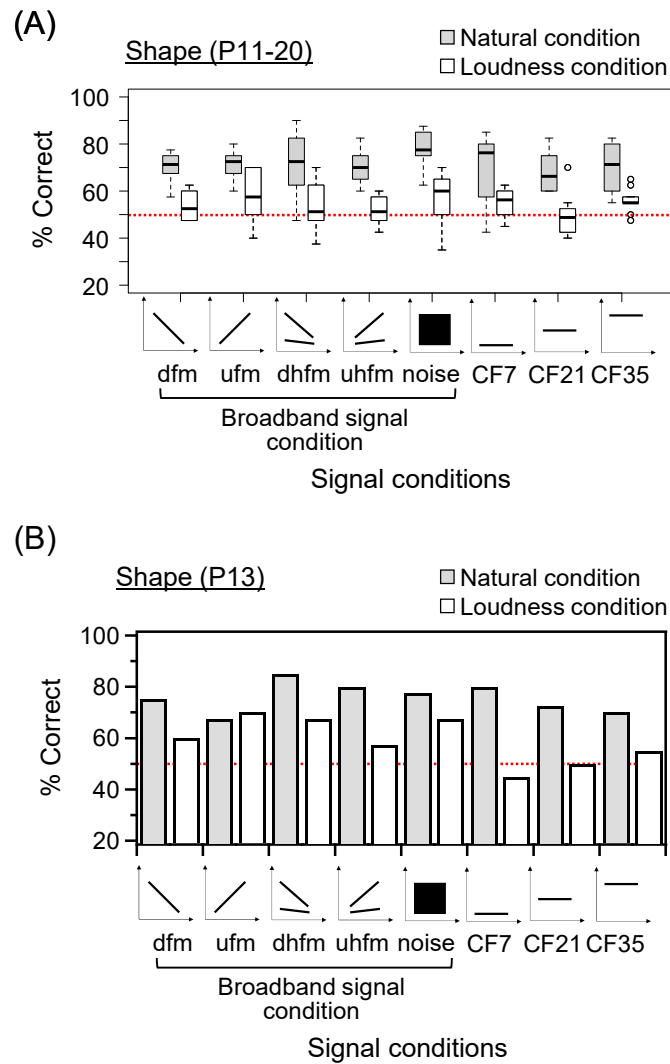 (A)
Shape (P11-20)
Natural condition
Loudness condition
100
80
60
40
20
% Correct
dfm ufm dhfm uhfm noise CF7 CF21 CF35
Broadband signal
condition
Signal conditions
(B)
Shape (P13)
Natural condition
Loudness condition
100
80
60
40
20
% Correct
dfm ufm dhfm uhfm noise CF7 CF21 CF35
Broadband signal
condition
Signal conditions